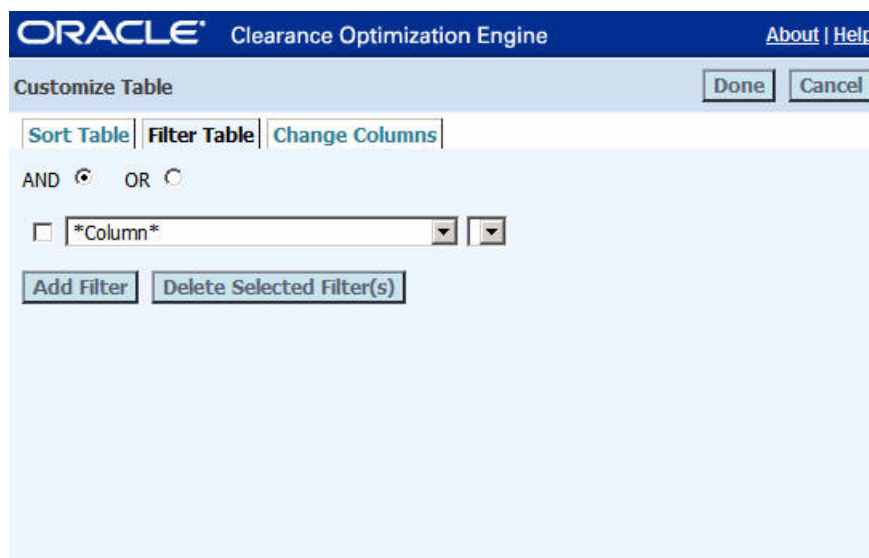 ORACLE Clearance Optimization Engine About | Help
Customize Table Done Cancel
Sort Table Filter Table Change Columns
AND OR
*Column*
Add Filter Delete Selected Filter(s)